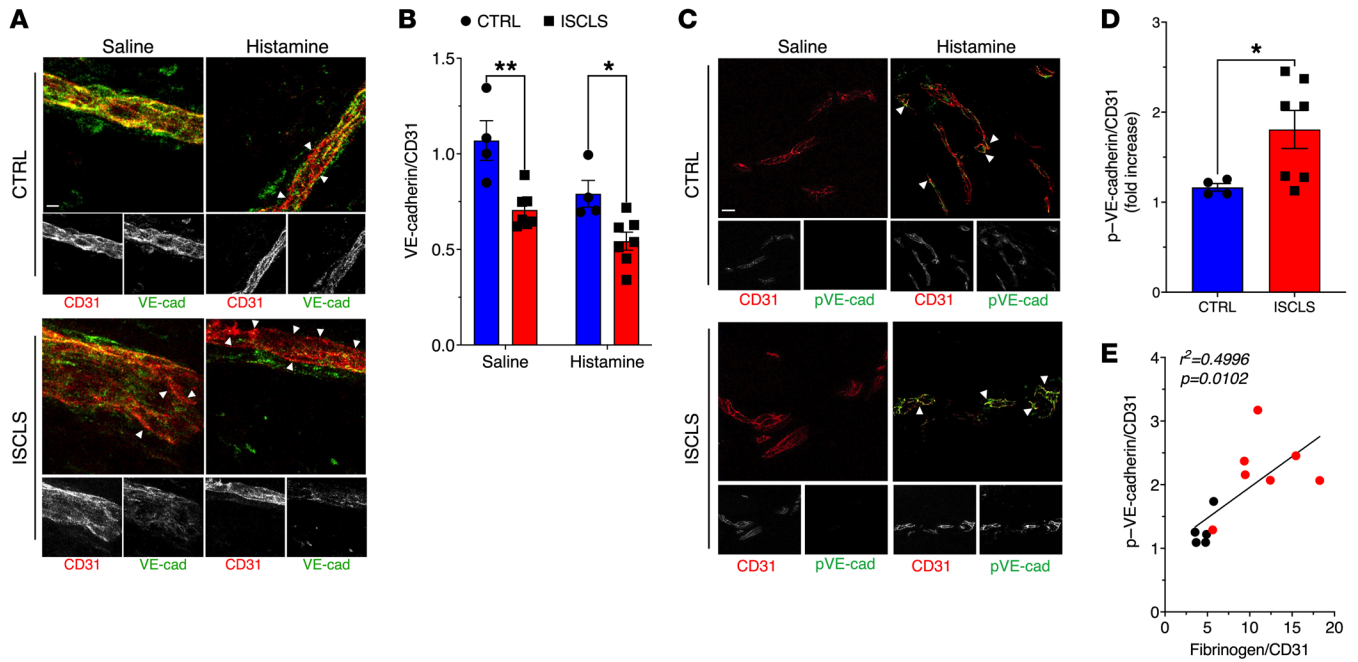 A
Saline
Histamine
CTRL
CD31
VE-cad
CD31
VE-cad
ISCLS
CD31
VE-cad
CD31
VE-cad
B
CTRL
ISCLS
VE-cadherin/CD31
1.5
1.0
0.5
0.0
**
*
Saline
Histamine
C
Saline
Histamine
CTRL
CD31
pVE-cad
CD31
pVE-cad
ISCLS
CD31
pVE-cad
CD31
pVE-cad
D
p–VE-cadherin/CD31
(fold increase)
3
2
1
0
*
CTRL
ISCLS
E
r²=0.4996
p=0.0102
p–VE-cadherin/CD31
4
3
2
1
0
0
5
10
15
20
Fibrinogen/CD31